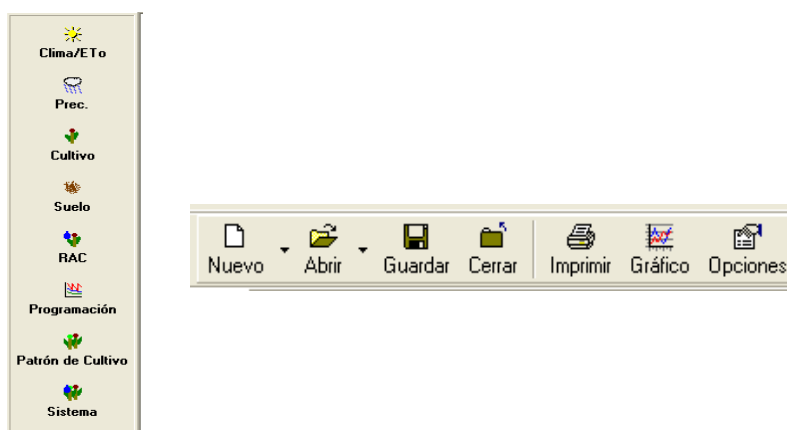 Clima/ETo
Prec.
Cultivo
Suelo
RAC
Programación
Patrón de Cultivo
Sistema
Nuevo Abrir Guardar Cerrar Imprimir Gráfico Opciones